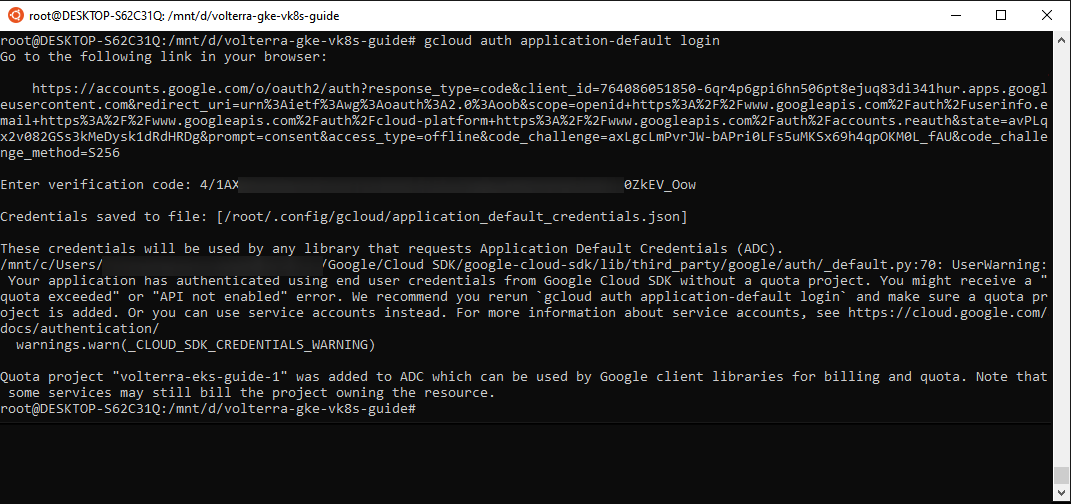 root@DESKTOP-S62C31Q: /mnt/d/volterra-gke-vk8s-guide
root@DESKTOP-S62C31Q:/mnt/d/volterra-gke-vk8s-guide# gcloud auth application-default login
Go to the following link in your browser:
https://accounts.google.com/o/oauth2/auth?response_type=code&client_id=764086051850-6qr4p6gpi6hn506pt8ejuq83di341hur.apps.googl
eusercontent.com&redirect_uri=urn%3Aietf%3Awg%3Aoauth%3A2.0%3Aoob&scope=openid+https%3A%2F%2Fwww.googleapis.com%2Fauth%2Fuserinfo.e
mail+https%3A%2F%2Fwww.googleapis.com%2Fauth%2Fcloud-platform+https%3A%2F%2Fwww.googleapis.com%2Fauth%2Faccounts.reauth&state=avPLq
x2v082GSs3kMeDysk1dRdHRDg&prompt=consent&access_type=offline&code_challenge=axLgcLmPvrJW-bAPri0LFs5uMKSx69h4qpOKM0L_fAU&code_challe
nge_method=S256
Enter verification code: 4/1AX 0ZkEV_Oow
Credentials saved to file: [/root/.config/gcloud/application_default_credentials.json]
These credentials will be used by any library that requests Application Default Credentials (ADC).
/mnt/c/Users/ /Google/Cloud SDK/google-cloud-sdk/lib/third_party/google/auth/_default.py:70: UserWarning:
Your application has authenticated using end user credentials from Google Cloud SDK without a quota project. You might receive a "
quota exceeded" or "API not enabled" error. We recommend you rerun `gcloud auth application-default login` and make sure a quota pr
oject is added. Or you can use service accounts instead. For more information about service accounts, see https://cloud.google.com/
docs/authentication/
warnings.warn(_CLOUD_SDK_CREDENTIALS_WARNING)
Quota project "volterra-eks-guide-1" was added to ADC which can be used by Google client libraries for billing and quota. Note that
some services may still bill the project owning the resource.
root@DESKTOP-S62C31Q:/mnt/d/volterra-gke-vk8s-guide#